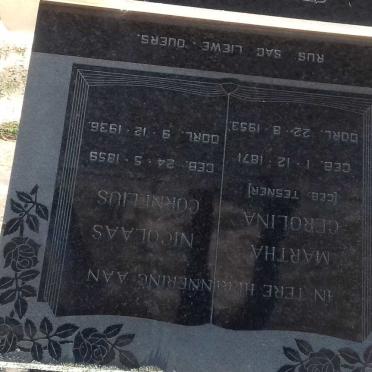 IN TERE HERINNERING AAN
NICOLAAS
CORNELIUS
GEB. 24 · 5 · 1859
OORL. 9 · 12 · 1936.
MARTHA
CEROLINA
[GEB. TESNER]
GEB. 1 · 12 · 1871
OORL. 22 · 8 · 1953.
RUS SAG LIEWE OUERS.